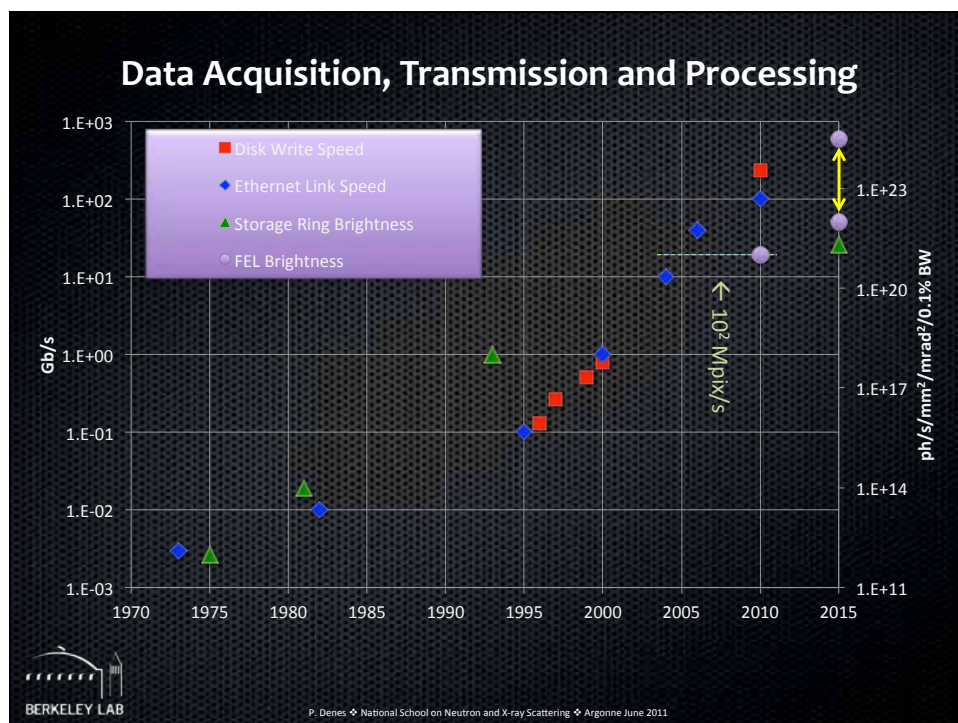 Data Acquisition, Transmission and Processing
1.E+03
1.E+02
1.E+01
1.E+00
1.E-01
1.E-02
1.E-03
Gb/s
Disk Write Speed
Ethernet Link Speed
Storage Ring Brightness
FEL Brightness
← 10² Mpix/s
1.E+23
1.E+20
1.E+17
1.E+14
1.E+11
ph/s/mm²/mrad²/0.1% BW
1970 1975 1980 1985 1990 1995 2000 2005 2010 2015
BERKELEY LAB
P. Denes ❖ National School on Neutron and X-ray Scattering ❖ Argonne June 2011